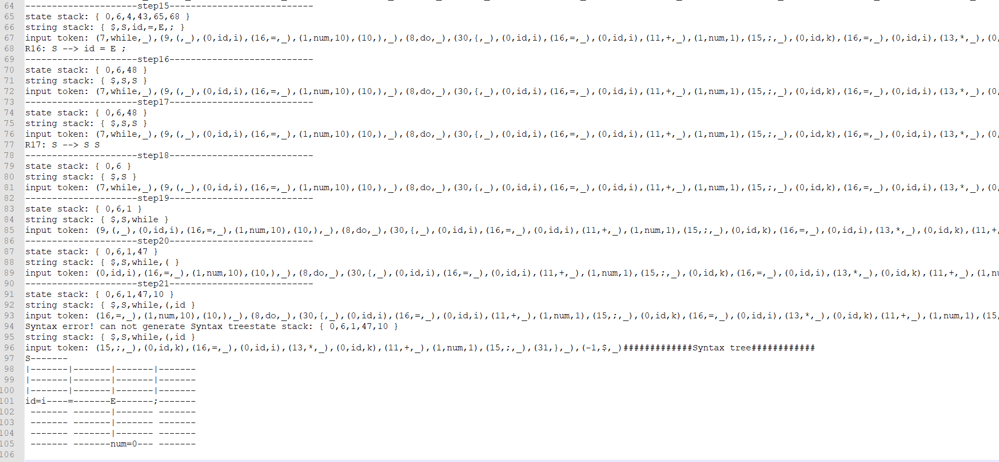 64 ---------------------step15---------------------------
65 state stack: { 0,6,4,43,65,68 }
66 string stack: { $,S,id,=,E,; }
67 input token: (7,while,_),(9,(,_),(0,id,i),(16,=,_),(1,num,10),(10,),_),(8,do,_),(30,{,_),(0,id,i),(16,=,_),(0,id,i),(11,+,_),(1,num,1),(15,;,_),(0,id,k),(16,=,_),(0,id,i),(13,*,_),(0,
68 R16: S --> id = E ;
69 ---------------------step16---------------------------
70 state stack: { 0,6,48 }
71 string stack: { $,S,S }
72 input token: (7,while,_),(9,(,_),(0,id,i),(16,=,_),(1,num,10),(10,),_),(8,do,_),(30,{,_),(0,id,i),(16,=,_),(0,id,i),(11,+,_),(1,num,1),(15,;,_),(0,id,k),(16,=,_),(0,id,i),(13,*,_),(0,
73 ---------------------step17---------------------------
74 state stack: { 0,6,48 }
75 string stack: { $,S,S }
76 input token: (7,while,_),(9,(,_),(0,id,i),(16,=,_),(1,num,10),(10,),_),(8,do,_),(30,{,_),(0,id,i),(16,=,_),(0,id,i),(11,+,_),(1,num,1),(15,;,_),(0,id,k),(16,=,_),(0,id,i),(13,*,_),(0,
77 R17: S --> S S
78 ---------------------step18---------------------------
79 state stack: { 0,6 }
80 string stack: { $,S }
81 input token: (7,while,_),(9,(,_),(0,id,i),(16,=,_),(1,num,10),(10,),_),(8,do,_),(30,{,_),(0,id,i),(16,=,_),(0,id,i),(11,+,_),(1,num,1),(15,;,_),(0,id,k),(16,=,_),(0,id,i),(13,*,_),(0,
82 ---------------------step19---------------------------
83 state stack: { 0,6,1 }
84 string stack: { $,S,while }
85 input token: (9,(,_),(0,id,i),(16,=,_),(1,num,10),(10,),_),(8,do,_),(30,{,_),(0,id,i),(16,=,_),(0,id,i),(11,+,_),(1,num,1),(15,;,_),(0,id,k),(16,=,_),(0,id,i),(13,*,_),(0,id,k),(11,+,
86 ---------------------step20---------------------------
87 state stack: { 0,6,1,47 }
88 string stack: { $,S,while,( }
89 input token: (0,id,i),(16,=,_),(1,num,10),(10,),_),(8,do,_),(30,{,_),(0,id,i),(16,=,_),(0,id,i),(11,+,_),(1,num,1),(15,;,_),(0,id,k),(16,=,_),(0,id,i),(13,*,_),(0,id,k),(11,+,_),(1,nu
90 ---------------------step21---------------------------
91 state stack: { 0,6,1,47,10 }
92 string stack: { $,S,while,(,id }
93 input token: (16,=,_),(1,num,10),(10,),_),(8,do,_),(30,{,_),(0,id,i),(16,=,_),(0,id,i),(11,+,_),(1,num,1),(15,;,_),(0,id,k),(16,=,_),(0,id,i),(13,*,_),(0,id,k),(11,+,_),(1,num,1),(15,
94 Syntax error! can not generate Syntax treestate stack: { 0,6,1,47,10 }
95 string stack: { $,S,while,(,id }
96 input token: (15,;,_),(0,id,k),(16,=,_),(0,id,i),(13,*,_),(0,id,k),(11,+,_),(1,num,1),(15,;,_),(31,},_),(-1,$,_)#############Syntax tree############
97 S-------
98 |-------|-------|-------|-------
99 |-------|-------|-------|-------
100 |-------|-------|-------|-------
101 id=i----=-------E-------;-------
102  ------- -------|------- -------
103  ------- -------|------- -------
104  ------- -------|------- -------
105  ------- -------num=0--- -------
106